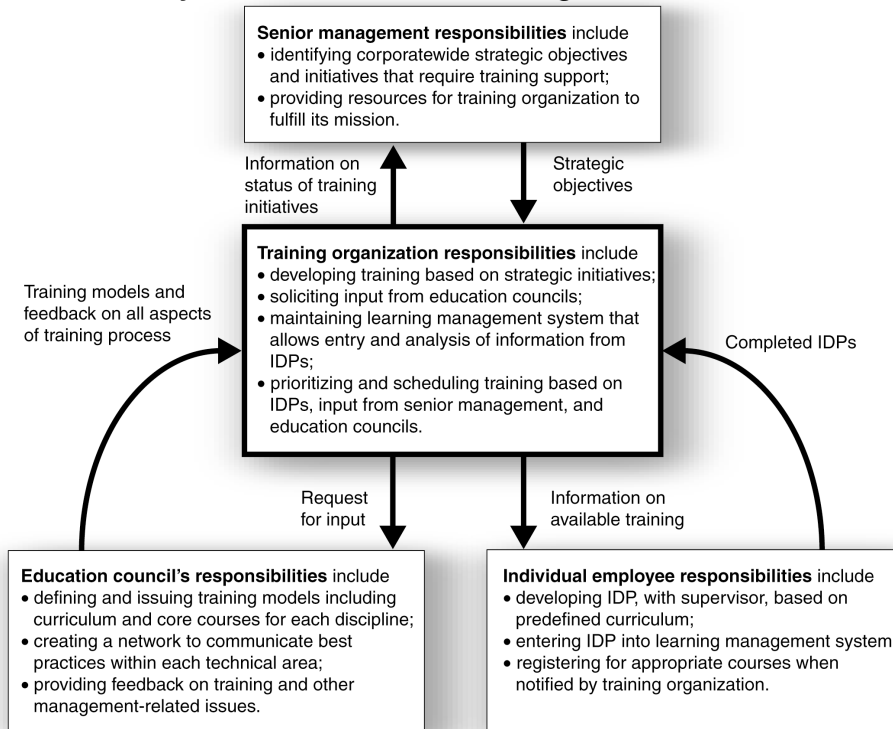 Senior management responsibilities include
• identifying corporatewide strategic objectives
and initiatives that require training support;
• providing resources for training organization to
fulfill its mission.
Information on
status of training
initiatives
Strategic
objectives
Training organization responsibilities include
• developing training based on strategic initiatives;
• soliciting input from education councils;
• maintaining learning management system that
allows entry and analysis of information from
IDPs;
• prioritizing and scheduling training based on
IDPs, input from senior management, and
education councils.
Training models and
feedback on all aspects
of training process
Completed IDPs
Request
for input
Information on
available training
Education council’s responsibilities include
• defining and issuing training models including
curriculum and core courses for each discipline;
• creating a network to communicate best
practices within each technical area;
• providing feedback on training and other
management-related issues.
Individual employee responsibilities include
• developing IDP, with supervisor, based on
predefined curriculum;
• entering IDP into learning management system
• registering for appropriate courses when
notified by training organization.